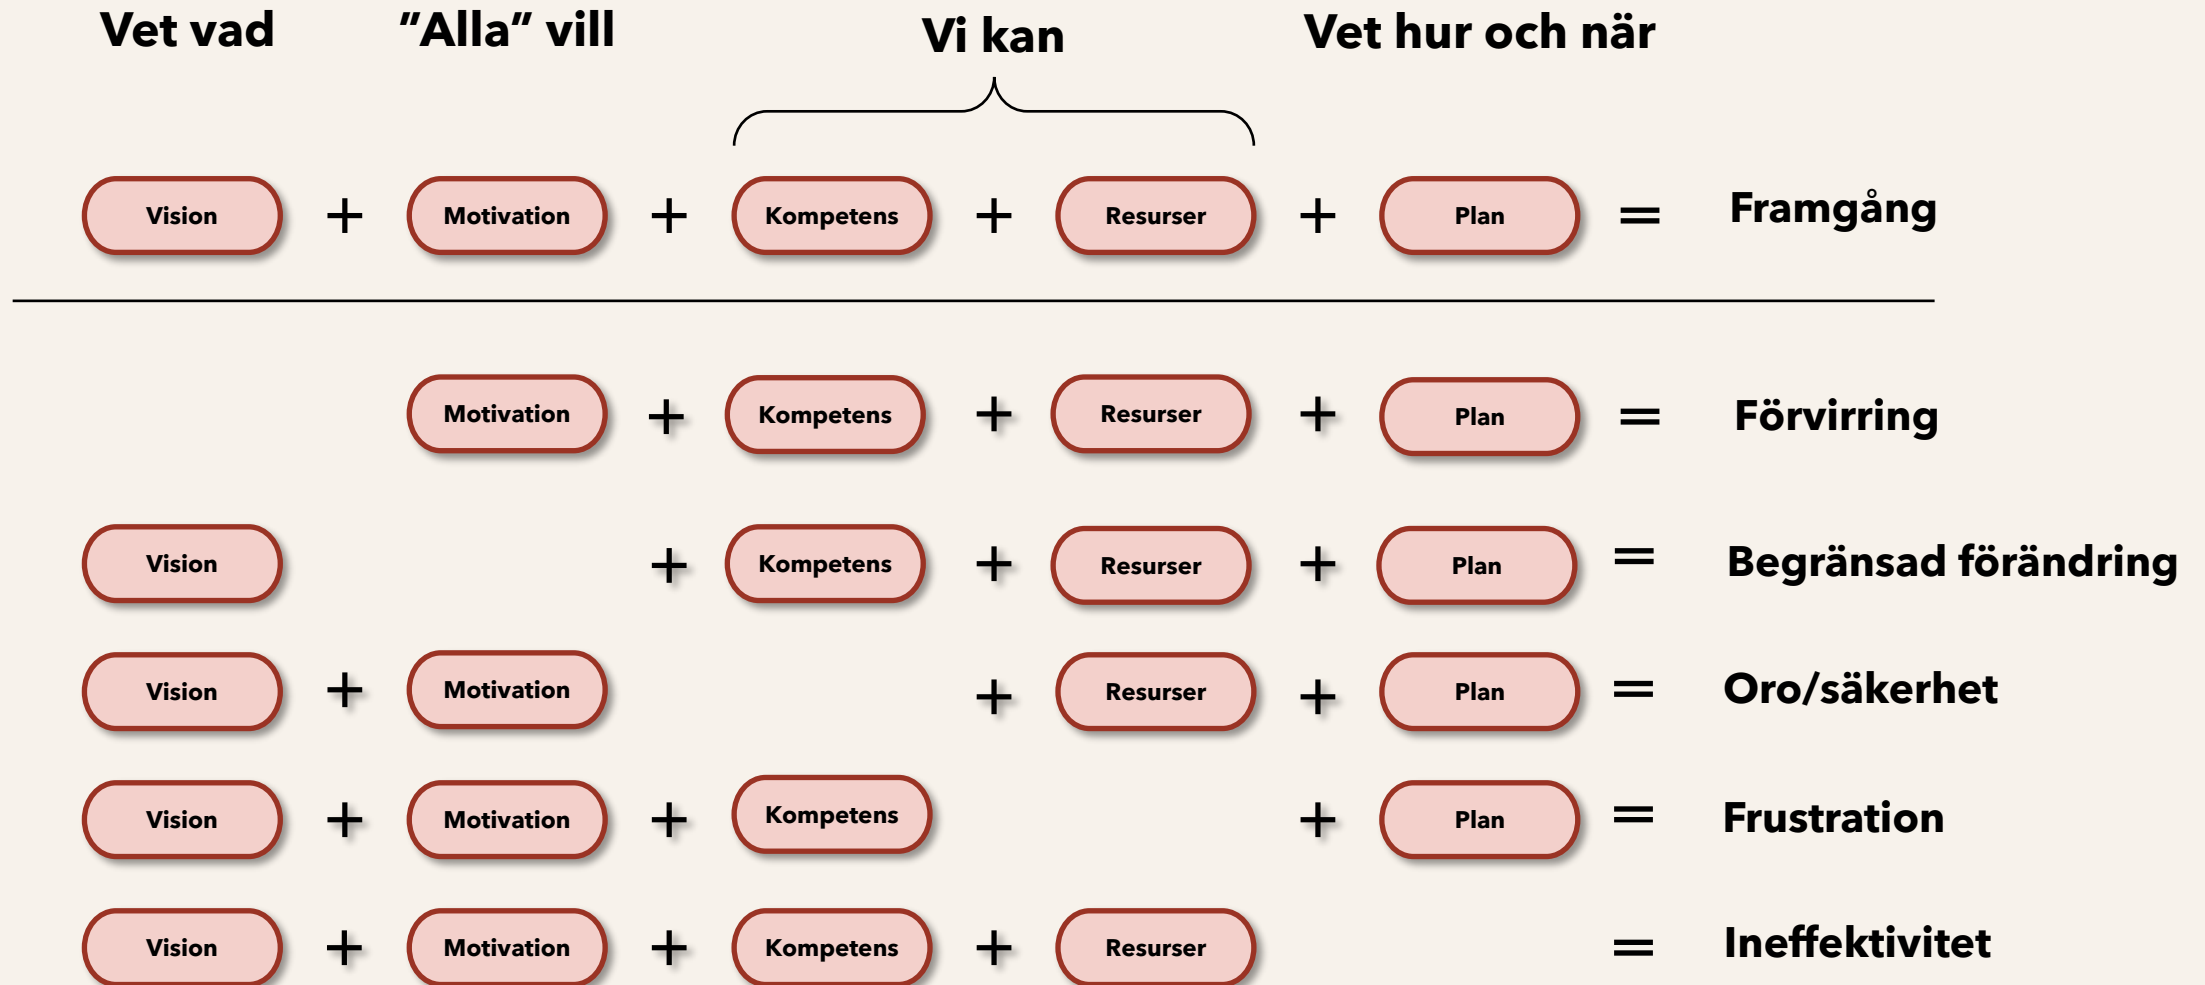 Vet vad ”Alla” vill Vi kan Vet hur och när
Vision + Motivation + Kompetens + Resurser + Plan = Framgång
Motivation + Kompetens + Resurser + Plan = Förvirring
Vision + Kompetens + Resurser + Plan = Begränsad förändring
Vision + Motivation + Resurser + Plan = Oro/säkerhet
Vision + Motivation + Kompetens + Plan = Frustration
Vision + Motivation + Kompetens + Resurser = Ineffektivitet